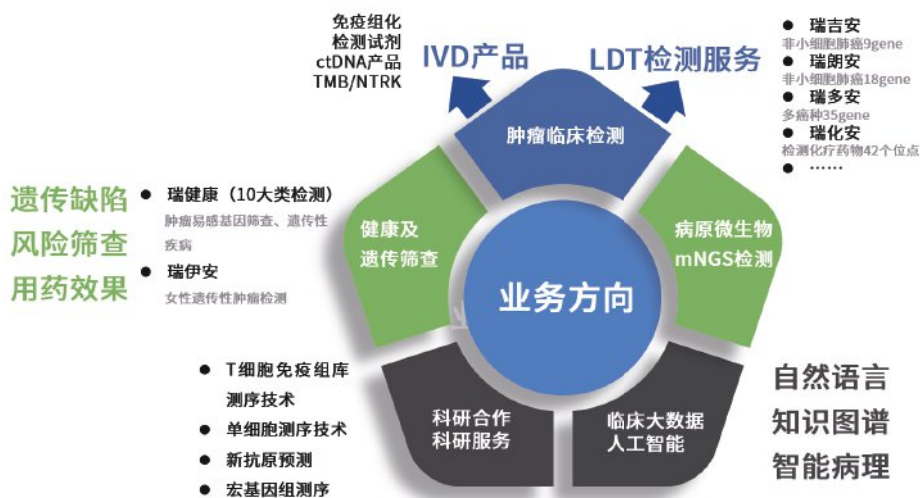 免疫组化
检测试剂
ctDNA产品
TMB/NTRK
IVD产品
LDT检测服务
瑞吉安
非小细胞肺癌9gene
瑞朗安
非小细胞肺癌18gene
瑞多安
多癌种35gene
瑞化安
检测化疗药物42个位点
……
肿瘤临床检测
遗传缺陷
风险筛查
用药效果
瑞健康（10大类检测）
肿瘤易感基因筛查、遗传性
疾病
瑞伊安
女性遗传性肿瘤检测
健康及
遗传筛查
病原微生物
mNGS检测
业务方向
T细胞免疫组库
测序技术
单细胞测序技术
新抗原预测
宏基因组测序
科研合作
科研服务
临床大数据
人工智能
自然语言
知识图谱
智能病理